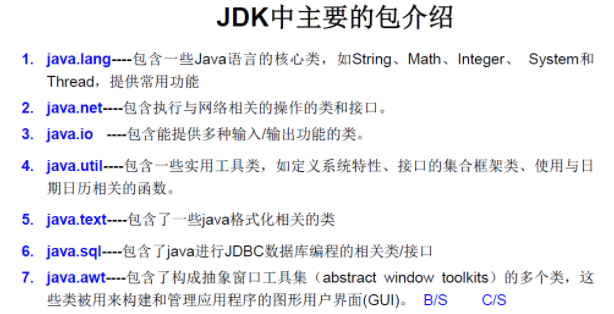 JDK中主要的包介绍
1. java.lang----包含一些Java语言的核心类，如String、Math、Integer、 System和
Thread，提供常用功能
2. java.net----包含执行与网络相关的操作的类和接口。
3. java.io ----包含能提供多种输入/输出功能的类。
4. java.util----包含一些实用工具类，如定义系统特性、接口的集合框架类、使用与日
期日历相关的函数。
5. java.text----包含了一些java格式化相关的类
6. java.sql----包含了java进行JDBC数据库编程的相关类/接口
7. java.awt----包含了构成抽象窗口工具集（abstract window toolkits）的多个类，这
些类被用来构建和管理应用程序的图形用户界面(GUI)。 B/S C/S